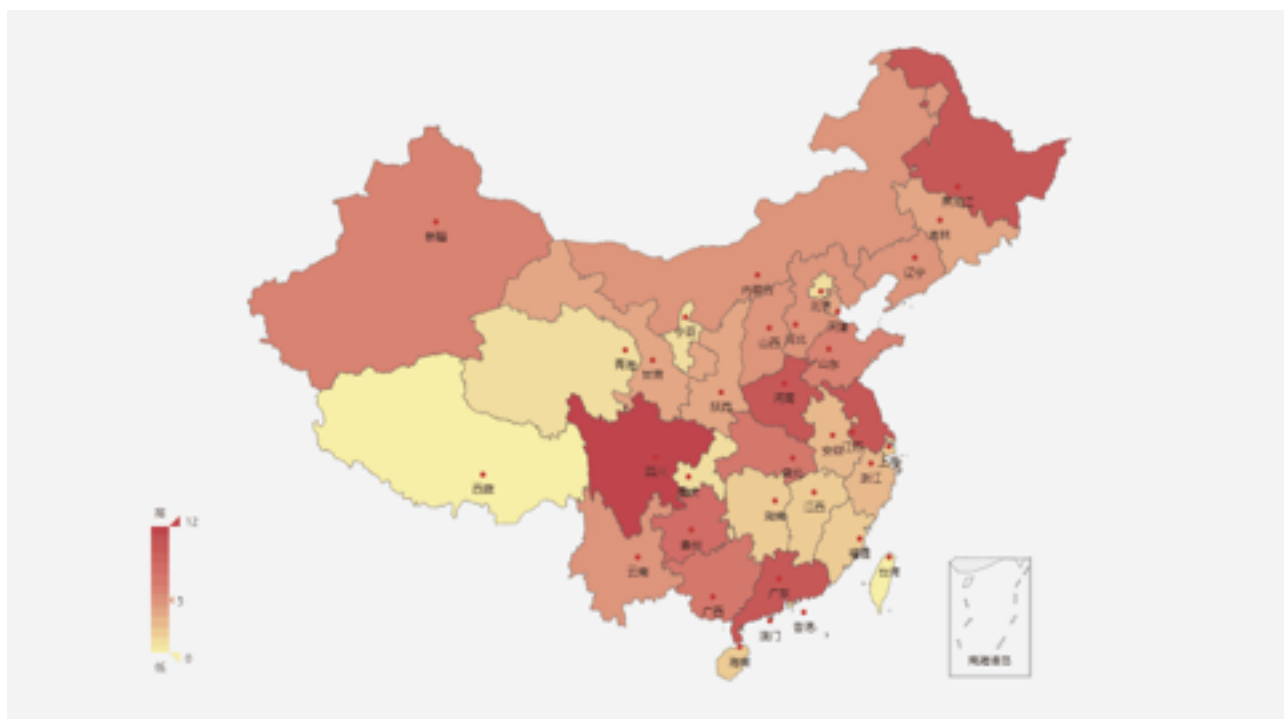 黑龙江
吉林
新疆
辽宁
内蒙古
北京
天津
宁夏
山西
河北
山东
青海
甘肃
陕西
河南
安徽
江苏
上海
四川
湖北
浙江
重庆
西藏
湖南
江西
贵州
福建
云南
台湾
广东
广西
香港
澳门
海南
南海诸岛
高
12
5
0
低